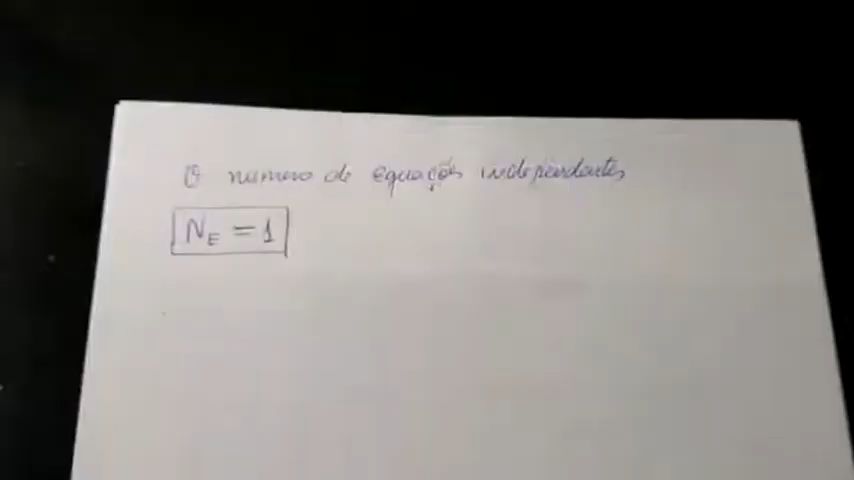 O numero de equações independentes
N_E = 1